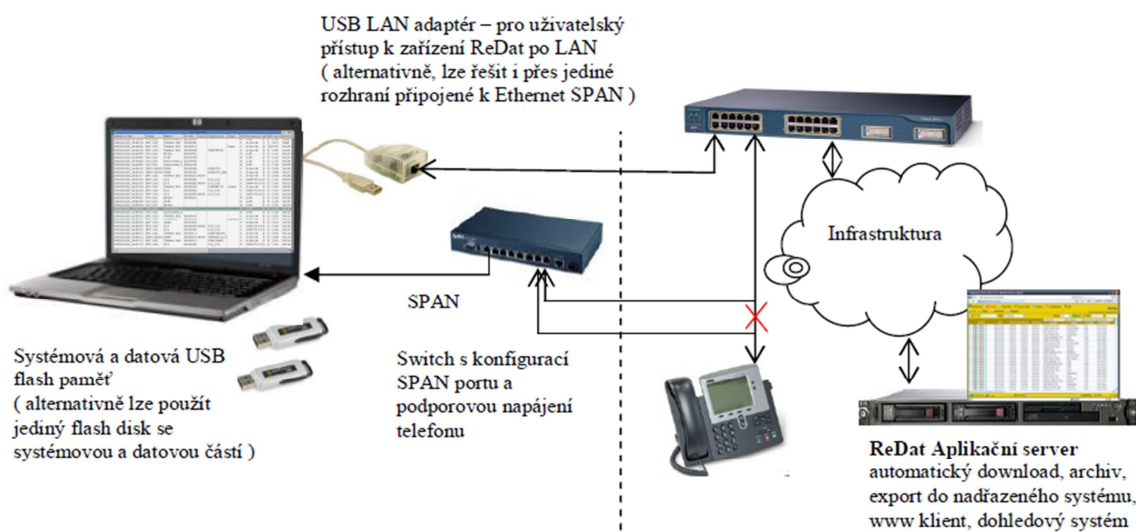 USB LAN adaptér – pro uživatelský
přístup k zařízení ReDat po LAN
( alternativně, lze řešit i přes jediné
rozhraní připojené k Ethernet SPAN )
Infrastruktura
SPAN
Systémová a datová USB
flash paměť
( alternativně lze použít
jediný flash disk se
systémovou a datovou částí )
Switch s konfigurací
SPAN portu a
podporovou napájení
telefonu
ReDat Aplikační server
automatický download, archiv,
export do nadřazeného systému,
www klient, dohledový systém